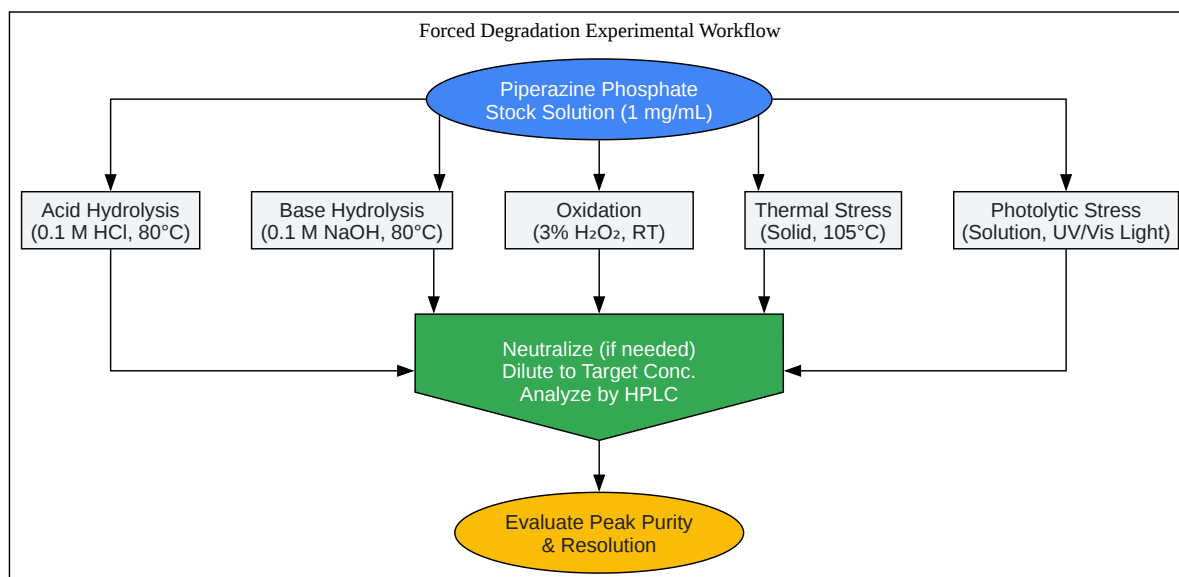 Forced Degradation Experimental Workflow
Piperazine Phosphate
Stock Solution (1 mg/mL)
Acid Hydrolysis
(0.1 M HCl, 80°C)
Base Hydrolysis
(0.1 M NaOH, 80°C)
Oxidation
(3% H₂O₂, RT)
Thermal Stress
(Solid, 105°C)
Photolytic Stress
(Solution, UV/Vis Light)
Neutralize (if needed)
Dilute to Target Conc.
Analyze by HPLC
Evaluate Peak Purity
& Resolution